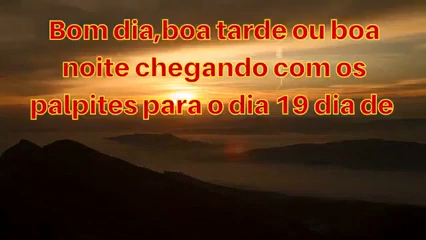 Bom dia,boa tarde ou boa
noite chegando com os
palpites para o dia 19 dia de